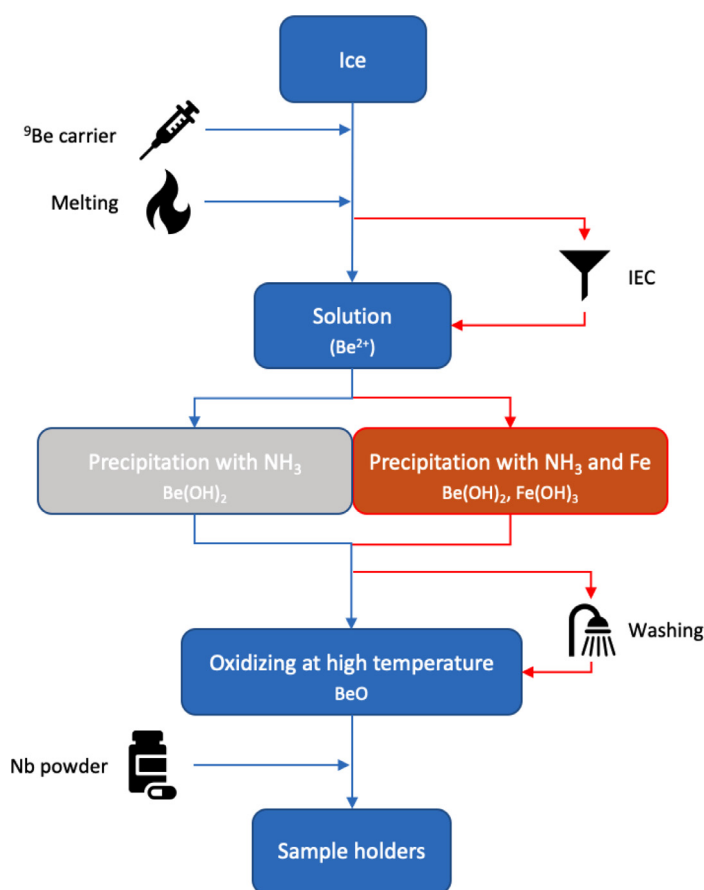 Ice
⁹Be carrier
Melting
IEC
Solution
(Be²⁺)
Precipitation with NH₃
Be(OH)₂
Precipitation with NH₃ and Fe
Be(OH)₂, Fe(OH)₃
Washing
Oxidizing at high temperature
BeO
Nb powder
Sample holders